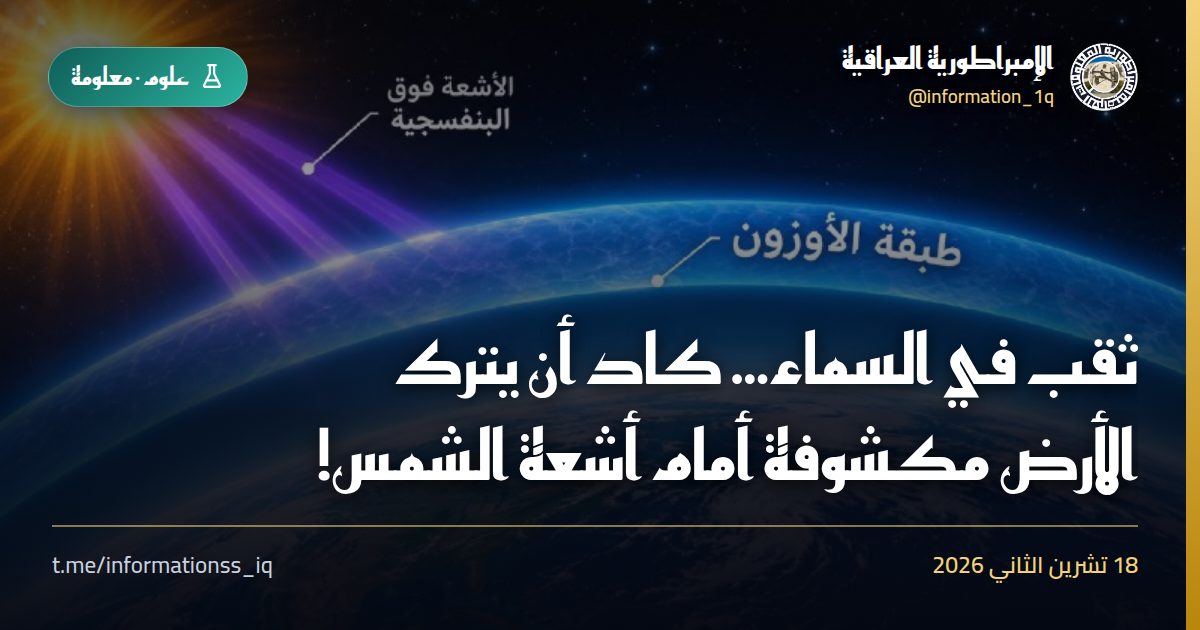 الإمبراطورية العراقية
@information_1q
علوم · معلومة
الأشعة فوق
البنفسجية
طبقة الأوزون
ثقب في السماء... كاد أن يترك
الأرض مكشوفة أمام أشعة الشمس!
18 تشرين الثاني 2026
t.me/informationss_iq